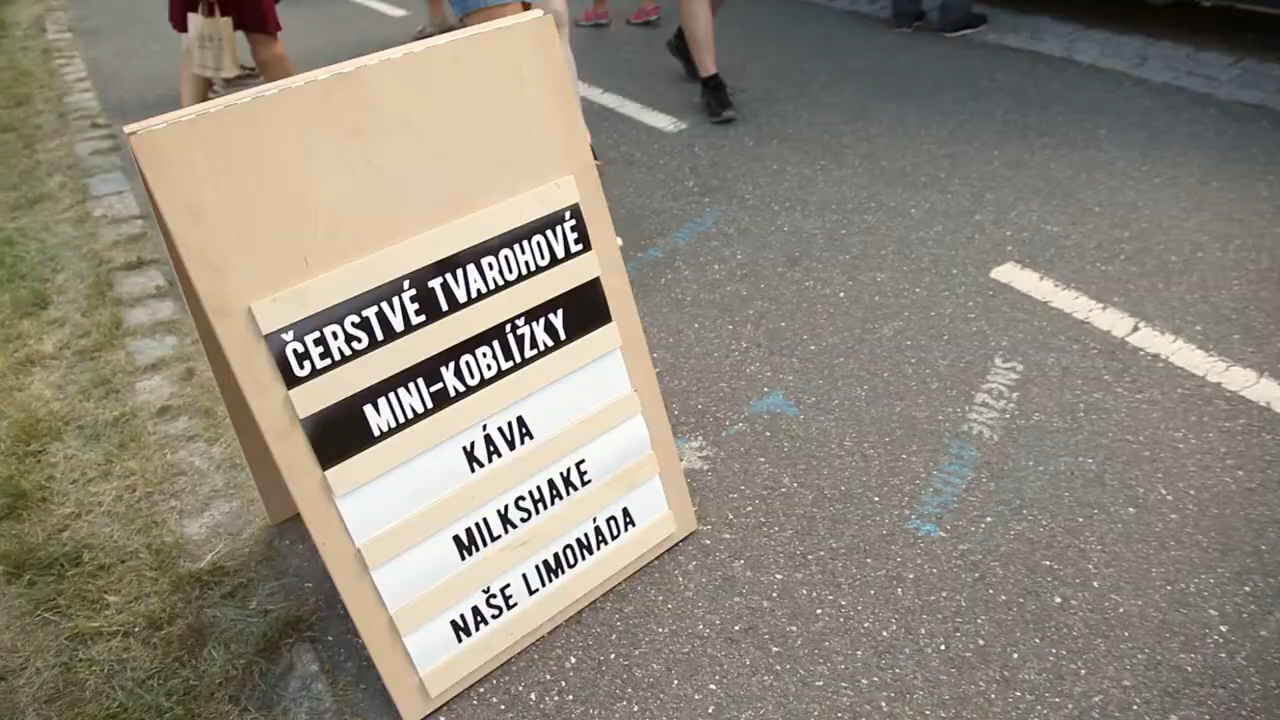 ČERSTVÉ TVAROHOVÉ
MINI-KOBLÍŽKY
KÁVA
MILKSHAKE
NAŠE LIMONÁDA